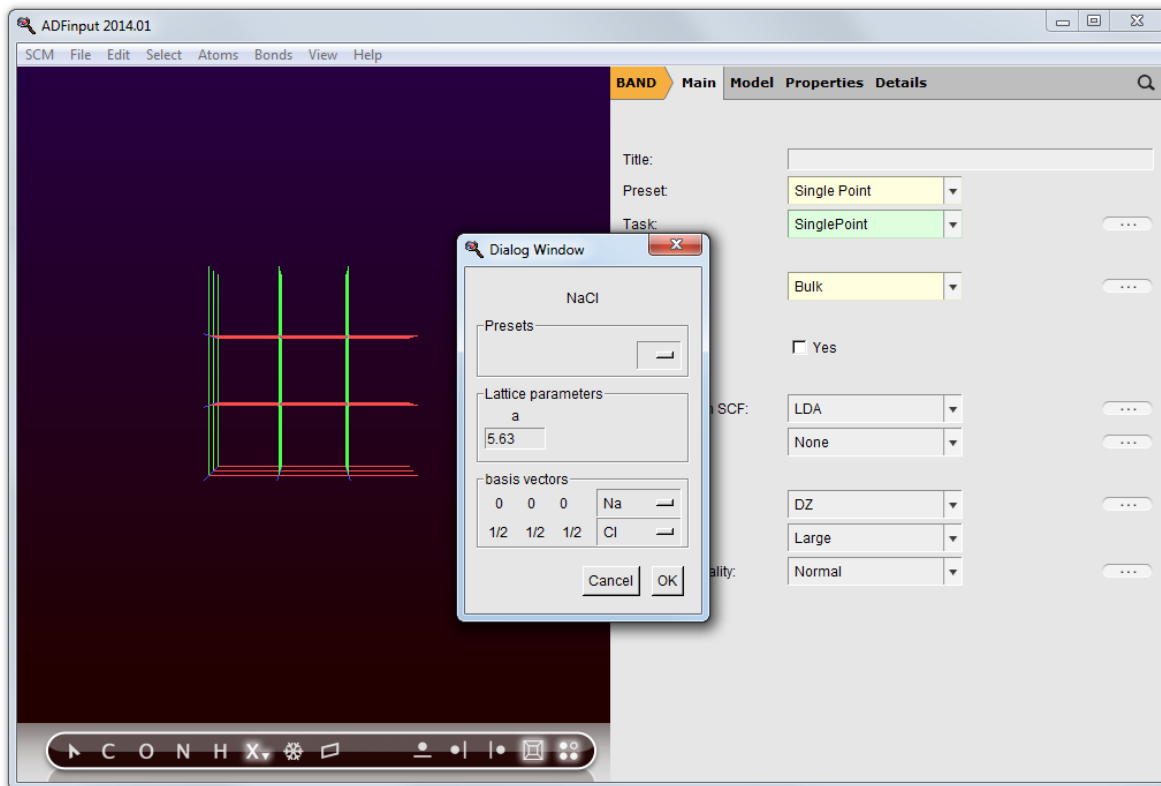 ADFinput 2014.01
SCM File Edit Select Atoms Bonds View Help
BAND Main Model Properties Details
Title:
Preset: Single Point
Task: SinglePoint
Bulk
Yes
SCF: LDA
None
DZ
Large
ality: Normal
Dialog Window
NaCl
Presets
Lattice parameters
a
5.63
basis vectors
0 0 0 Na
1/2 1/2 1/2 Cl
Cancel OK
C O N H X